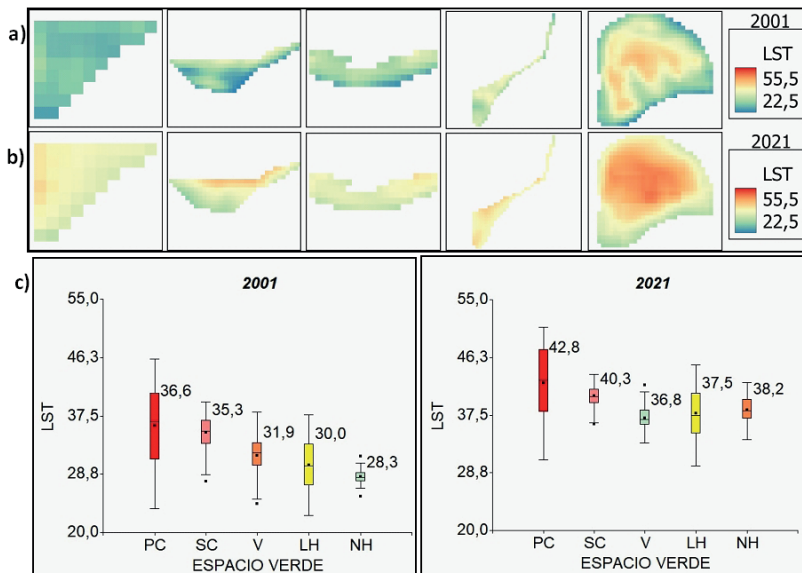 a)
2001
LST
55,5
22,5
b)
2021
LST
55,5
22,5
c)
2001
55,0
46,3
37,5
28,8
20,0
LST
36,6
35,3
31,9
30,0
28,3
PC SC V LH NH
ESPACIO VERDE
2021
55,0
46,3
37,5
28,8
20,0
LST
42,8
40,3
36,8
37,5
38,2
PC SC V LH NH
ESPACIO VERDE